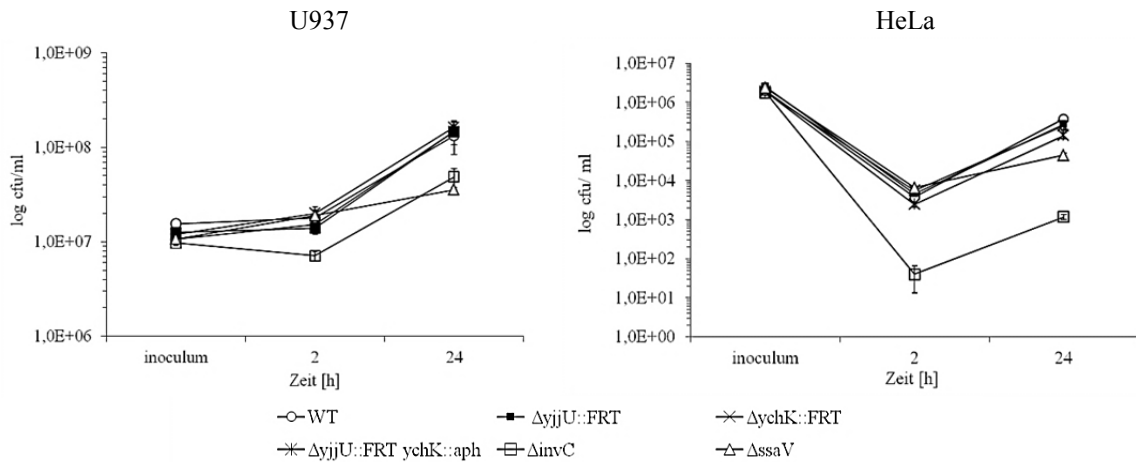 U937
HeLa
1,0E+09
1,0E+08
1,0E+07
1,0E+06
log cfu/ml
inoculum 2 24
Zeit [h]
1,0E+07
1,0E+06
1,0E+05
1,0E+04
1,0E+03
1,0E+02
1,0E+01
1,0E+00
log cfu/ ml
inoculum 2 24
Zeit [h]
WT ΔyjjU::FRT ΔychK::FRT
ΔyjjU::FRT ychK::aph ΔinvC ΔssaV